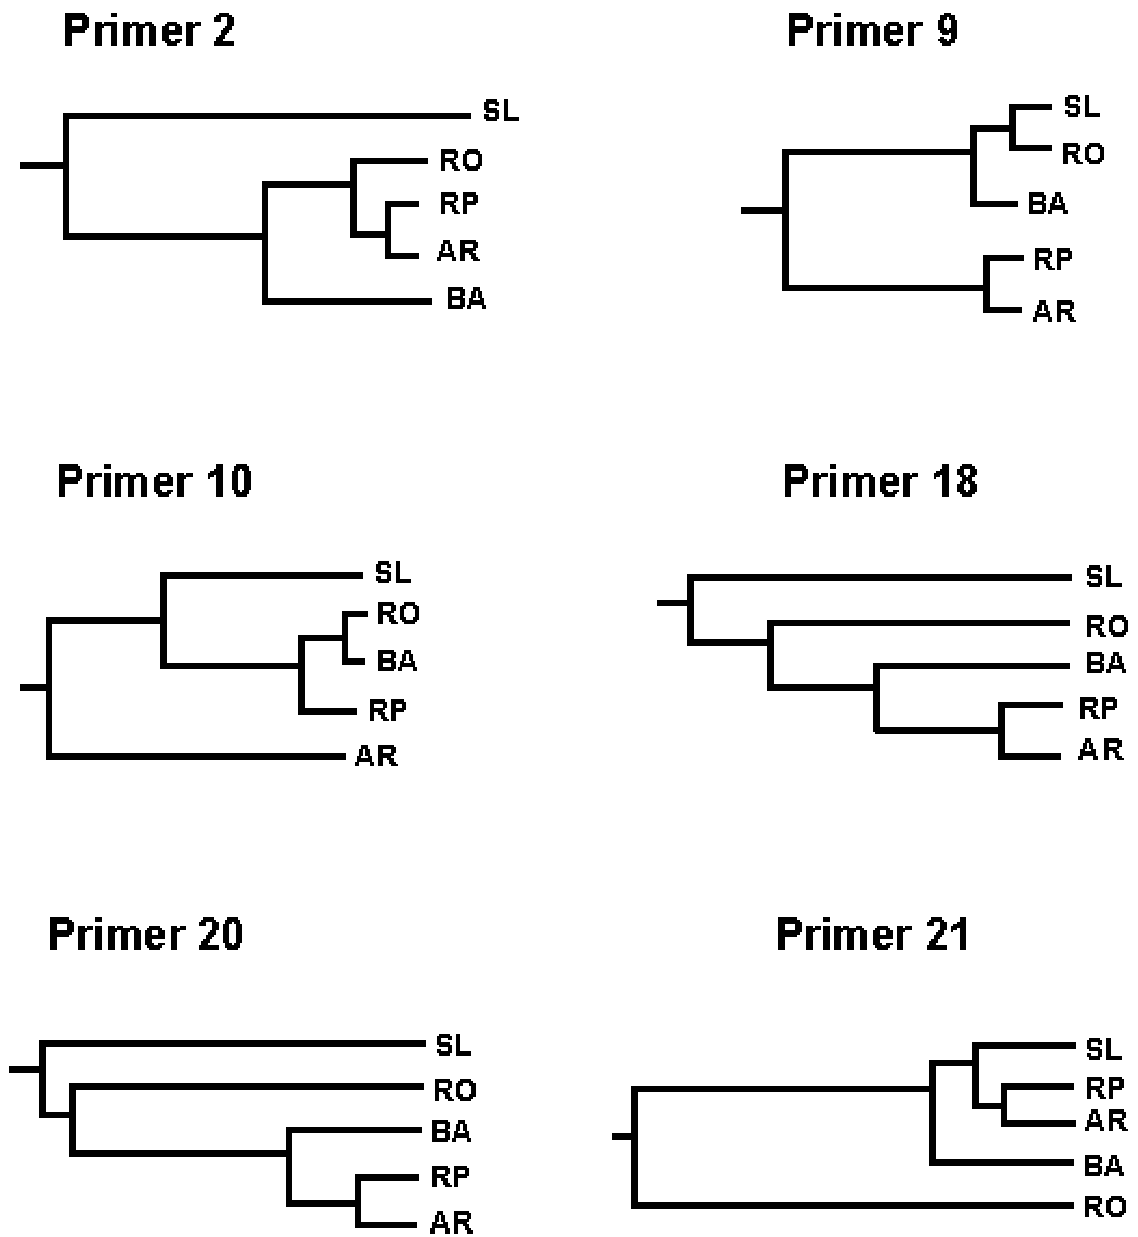 Primer 2
SL
RO
RP
AR
BA
Primer 9
SL
RO
BA
RP
AR
Primer 10
SL
RO
BA
RP
AR
Primer 18
SL
RO
BA
RP
AR
Primer 20
SL
RO
BA
RP
AR
Primer 21
SL
RP
AR
BA
RO